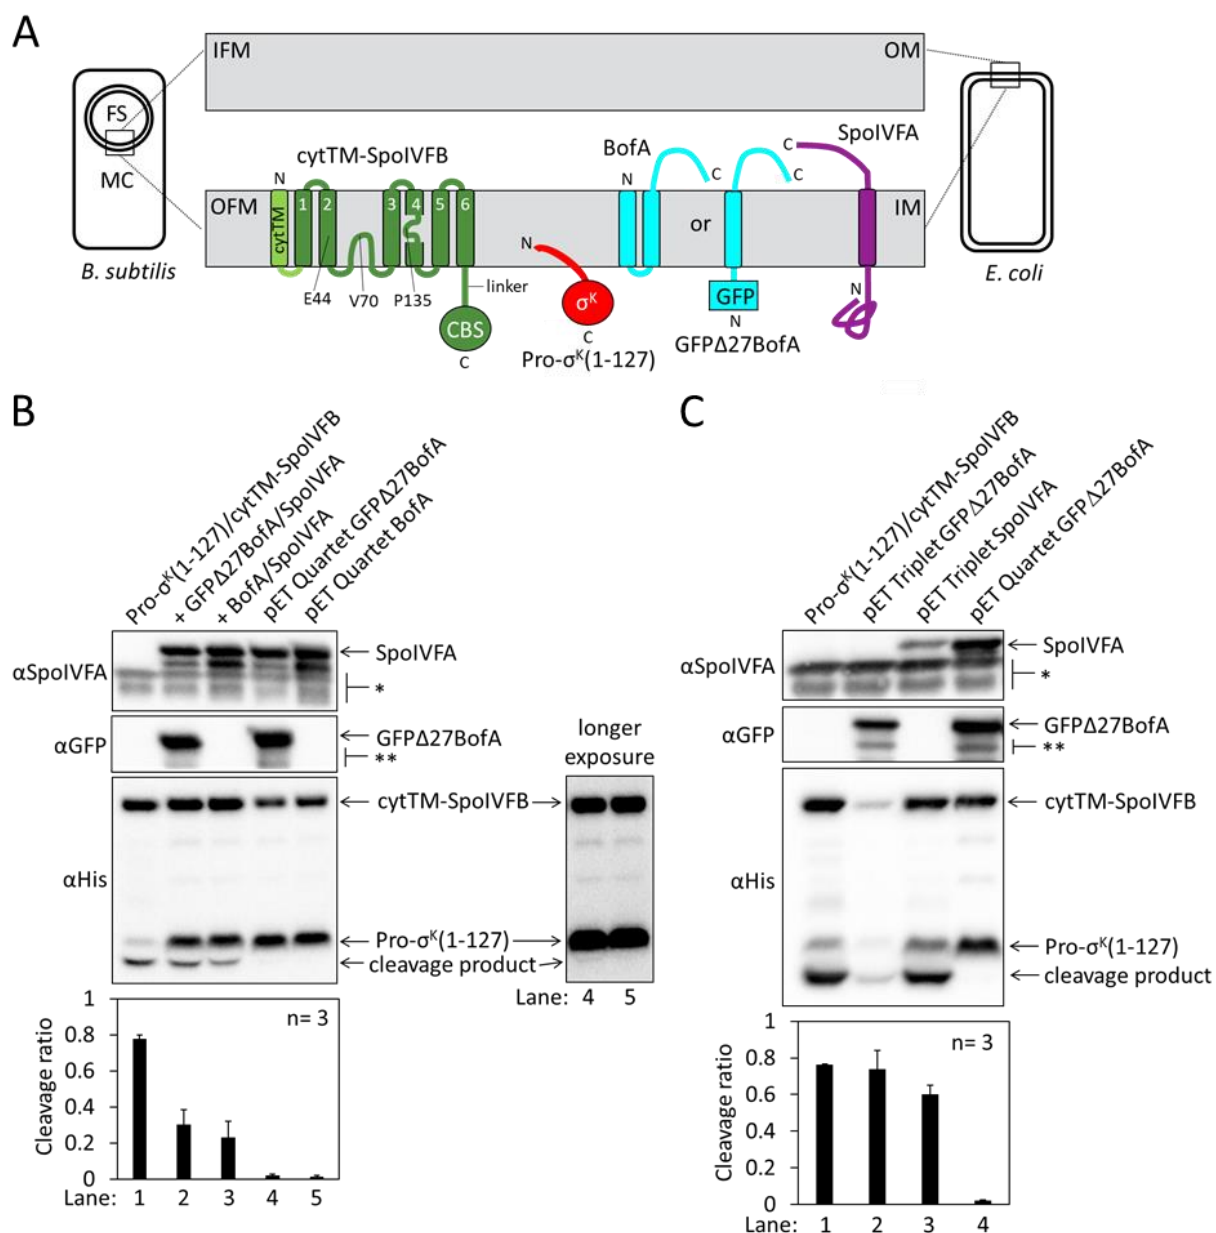 A
IFM
OM
FS
MC
B. subtilis
cytTM-SpoIVFB
BofA
SpoIVFA
C
N
N
C
C
OFM
cytTM
1
2
3
4
5
6
N
or
IM
E44
V70
P135
linker
CBS
C
σᴷ
C
Pro-σᴷ(1-127)
GFP
N
GFPΔ27BofA
N
E. coli
B
Pro-σᴷ(1-127)/cytTM-SpoIVFB
+ GFPΔ27BofA/SpoIVFA
+ BofA/SpoIVFA
pET Quartet GFPΔ27BofA
pET Quartet BofA
αSpoIVFA
SpoIVFA
*
αGFP
GFPΔ27BofA
**
αHis
cytTM-SpoIVFB
Pro-σᴷ(1-127)
cleavage product
longer
exposure
Lane: 4 5
Cleavage ratio
1
0.8
0.6
0.4
0.2
0
n= 3
Lane: 1 2 3 4 5
C
Pro-σᴷ(1-127)/cytTM-SpoIVFB
pET Triplet GFPΔ27BofA
pET Triplet SpoIVFA
pET Quartet GFPΔ27BofA
αSpoIVFA
SpoIVFA
*
αGFP
GFPΔ27BofA
**
αHis
cytTM-SpoIVFB
Pro-σᴷ(1-127)
cleavage product
Cleavage ratio
1
0.8
0.6
0.4
0.2
0
n= 3
Lane: 1 2 3 4